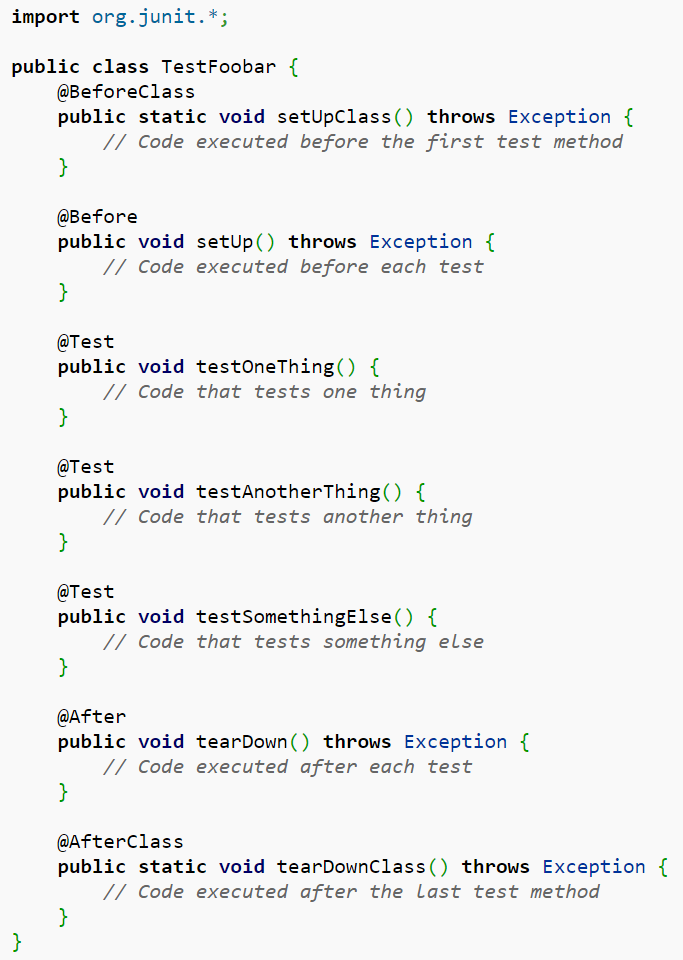 import org.junit.*;

public class TestFoobar {
    @BeforeClass
    public static void setUpClass() throws Exception {
        // Code executed before the first test method
    }

    @Before
    public void setUp() throws Exception {
        // Code executed before each test
    }

    @Test
    public void testOneThing() {
        // Code that tests one thing
    }

    @Test
    public void testAnotherThing() {
        // Code that tests another thing
    }

    @Test
    public void testSomethingElse() {
        // Code that tests something else
    }

    @After
    public void tearDown() throws Exception {
        // Code executed after each test
    }

    @AfterClass
    public static void tearDownClass() throws Exception {
        // Code executed after the last test method
    }
}